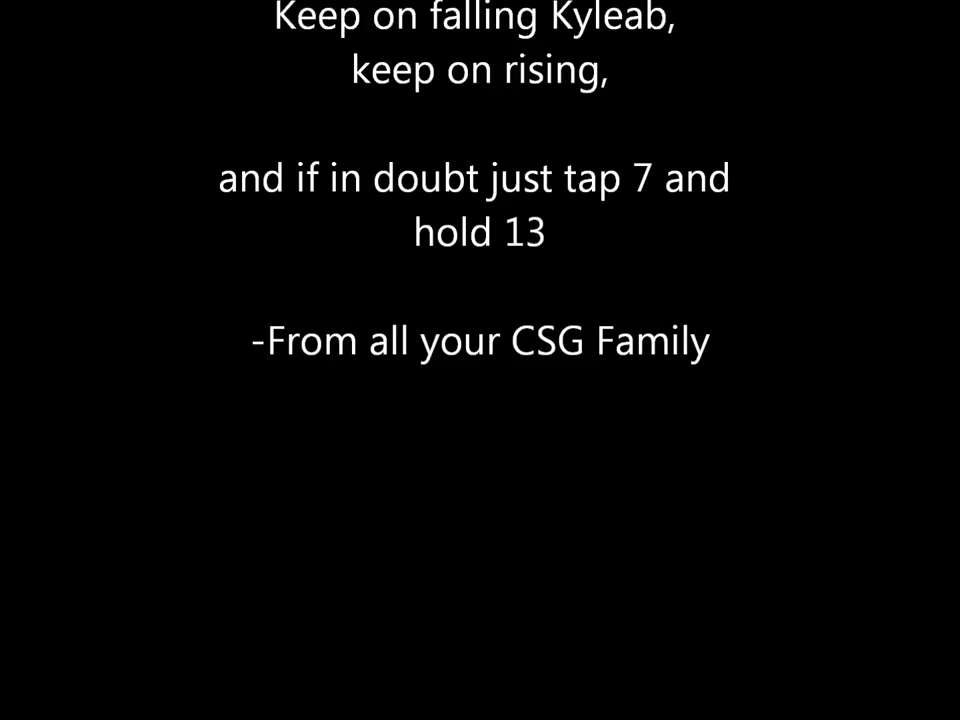 Keep on falling Kyleab,
keep on rising,
and if in doubt just tap 7 and
hold 13
-From all your CSG Family